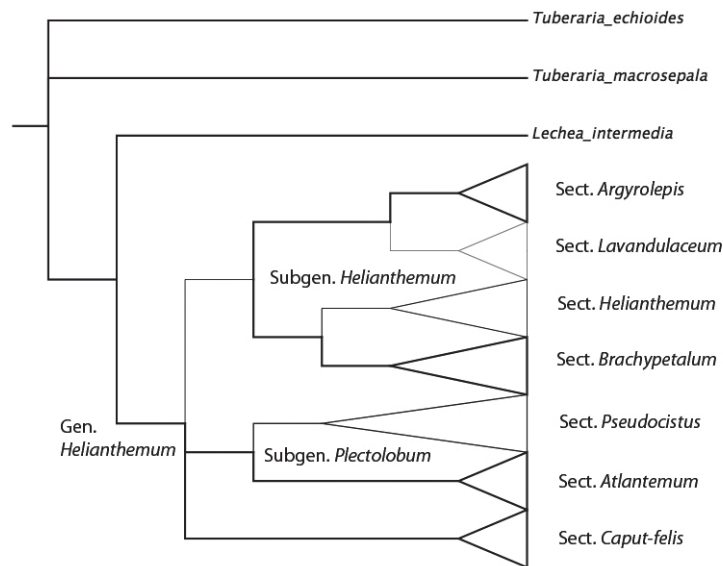 Tuberaria_echioides
Tuberaria_macrosepala
Lechea_intermedia
Sect. Argyrolepis
Sect. Lavandulaceum
Subgen. Helianthemum
Sect. Helianthemum
Sect. Brachypetalum
Sect. Pseudocistus
Gen.
Helianthemum
Subgen. Plectolobum
Sect. Atlantemum
Sect. Caput-felis